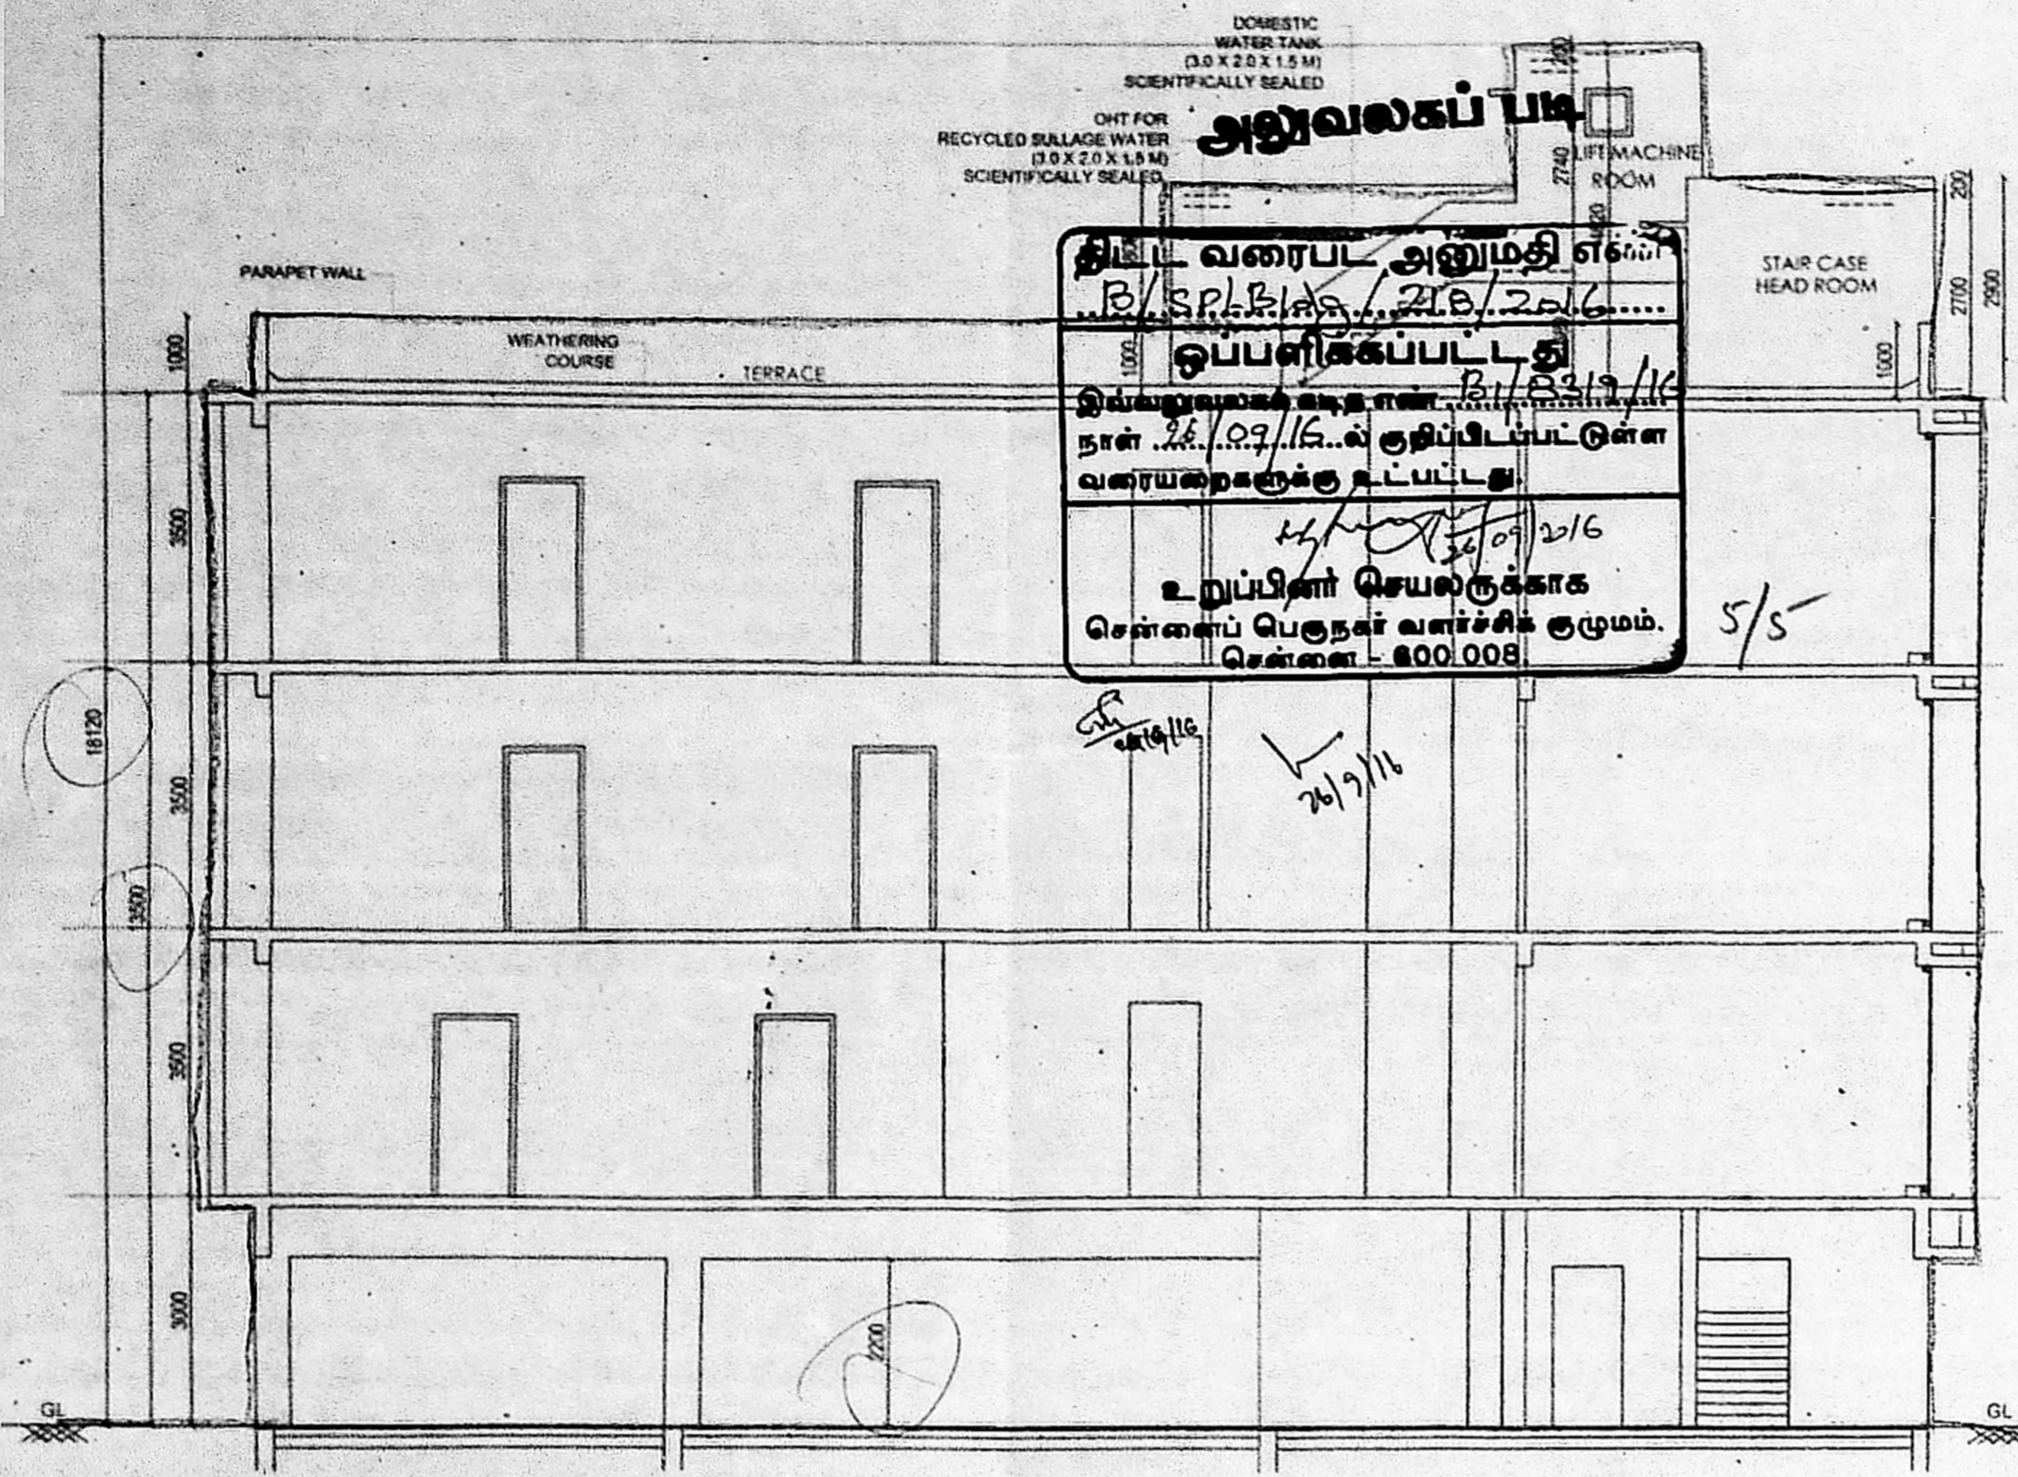 DOMESTIC
WATER TANK
(3.0 X 2.0 X 1.5 M)
SCIENTIFICALLY SEALED
அலுவலகப் படி
OHT FOR
RECYCLED SULLAGE WATER
(3.0 X 2.0 X 1.5 M)
SCIENTIFICALLY SEALED
LIFT MACHINE
ROOM
2740
200
2700
2900
STAIR CASE
HEAD ROOM
PARAPET WALL
WEATHERING
COURSE
TERRACE
1000
1000
1000
திட்ட வரைபட அனுமதி எண்
B/ SPL-Bldg / 218 / 2016
ஒப்பளிக்கப்பட்டது
இவ்வலுவலகக் கடித எண் B1/ /16
நாள் 26/09/16 ல் குறிப்பிடப்பட்டுள்ள
வரையறைகளுக்கு உட்பட்டது.
26/09/2016
உறுப்பினர் செயலருக்காக
சென்னைப் பெருநகர் வளர்ச்சிக் குழுமம்.
சென்னை - 600 008
5/5
26/9/16
3500
3500
3500
3000
18120
13500
2200
GL
GL